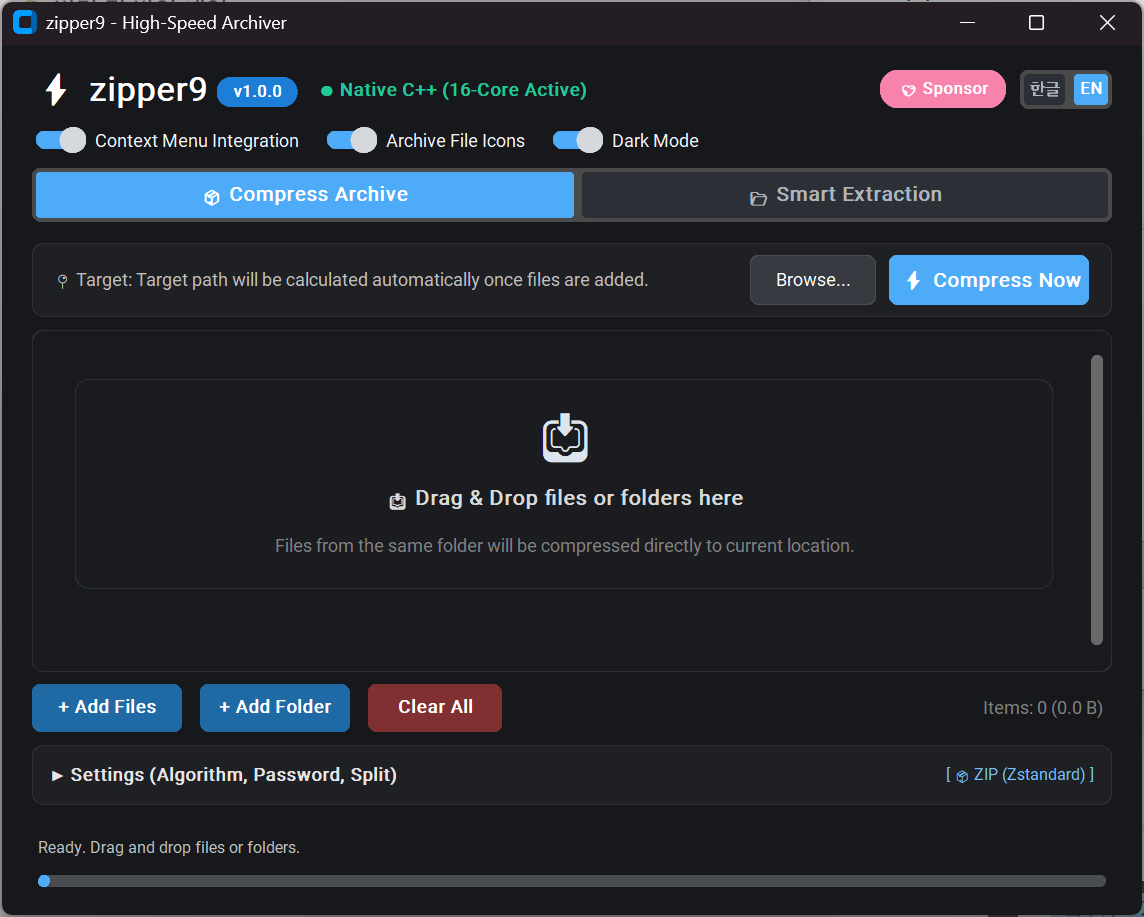 zipper9 - High-Speed Archiver
zipper9 v1.0.0 ● Native C++ (16-Core Active) Sponsor 한글 EN
Context Menu Integration Archive File Icons Dark Mode
Compress Archive Smart Extraction
Target: Target path will be calculated automatically once files are added. Browse... Compress Now
Drag & Drop files or folders here
Files from the same folder will be compressed directly to current location.
+ Add Files + Add Folder Clear All Items: 0 (0.0 B)
► Settings (Algorithm, Password, Split) [ ZIP (Zstandard) ]
Ready. Drag and drop files or folders.